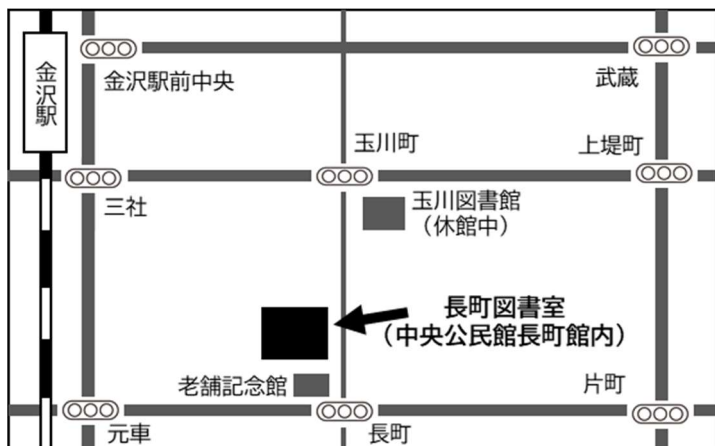 金沢駅
金沢駅前中央
武蔵
玉川町
上堤町
三社
玉川図書館
（休館中）
長町図書室
（中央公民館長町館内）
老舗記念館
片町
元車
長町